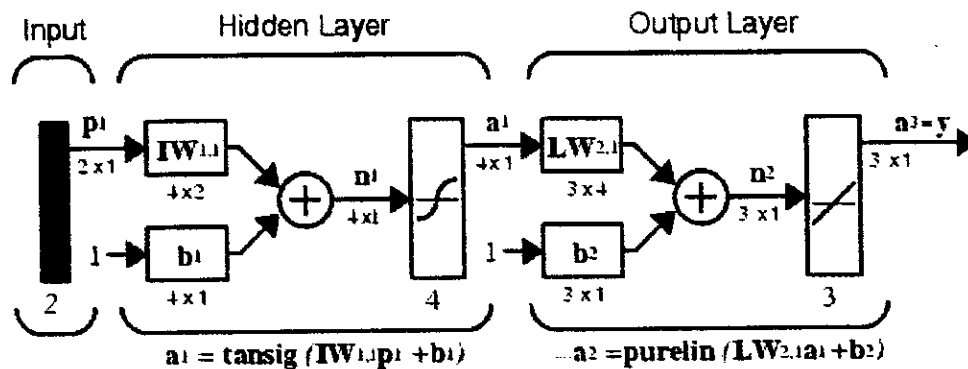 Input
Hidden Layer
Output Layer
p1
2 x 1
IW1,1
4 x 2
n1
4 x 1
1
b1
4 x 1
2
4
a1
4 x 1
LW2,1
3 x 4
n2
3 x 1
1
b2
3 x 1
3
a3 = y
3 x 1
a1 = tansig (IW1,1p1 + b1)
a2 =purelin (LW2,1a1 + b2)